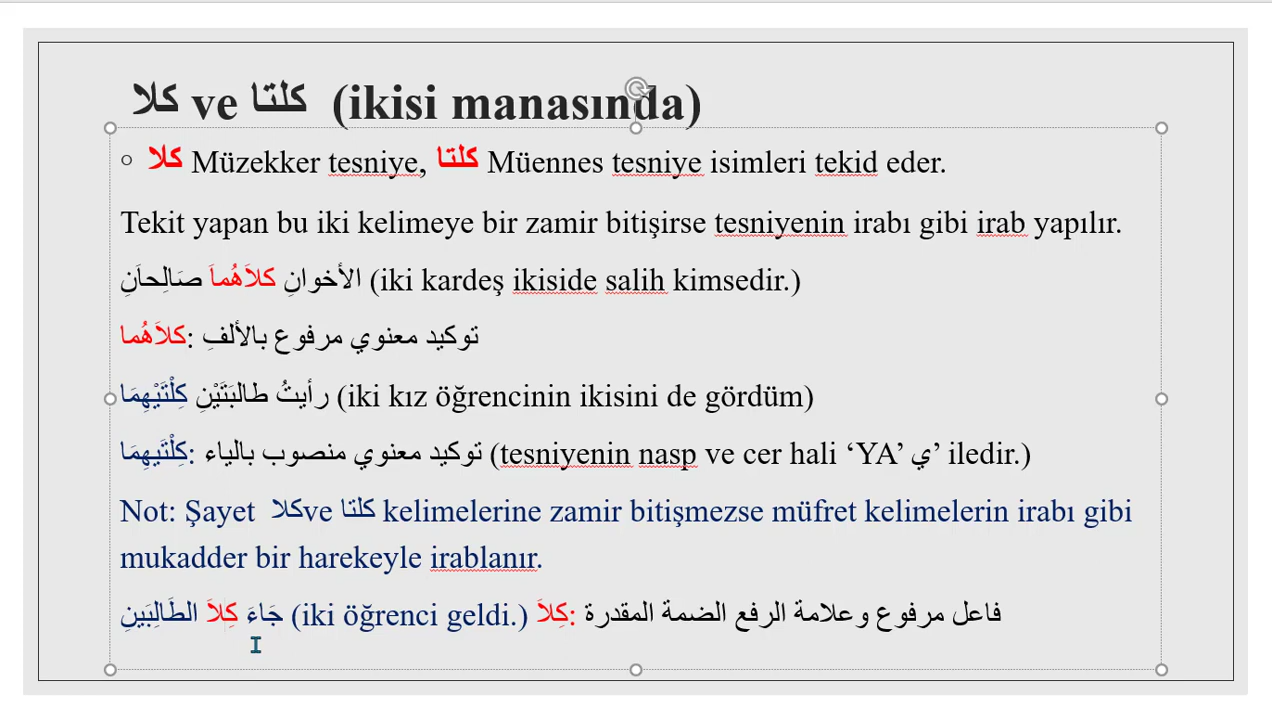 كلا ve كلتا (ikisi manasında)
○ كلا Müzekker tesniye, كلتا Müennes tesniye isimleri tekid eder.
Tekit yapan bu iki kelimeye bir zamir bitişirse tesniyenin irabı gibi irab yapılır.
الأخوانِ كلاَهُماَ صَالِحاَنِ (iki kardeş ikiside salih kimsedir.)
كلاَهُما: توكيد معنوي مرفوع بالألفِ
رأيتُ طالبَتَيْنِ كِلْتَيْهِمَا (iki kız öğrencinin ikisini de gördüm)
كِلْتَيهِمَا: توكيد معنوي منصوب بالياء (tesniyenin nasp ve cer hali ‘YA’ ي’ iledir.)
Not: Şayet كلاve كلتا kelimelerine zamir bitişmezse müfret kelimelerin irabı gibi
mukadder bir harekeyle irablanır.
جَاءَ كِلاَ الطَالِبَينِ (iki öğrenci geldi.) كِلاَ: فاعل مرفوع وعلامة الرفع الضمة المقدرة